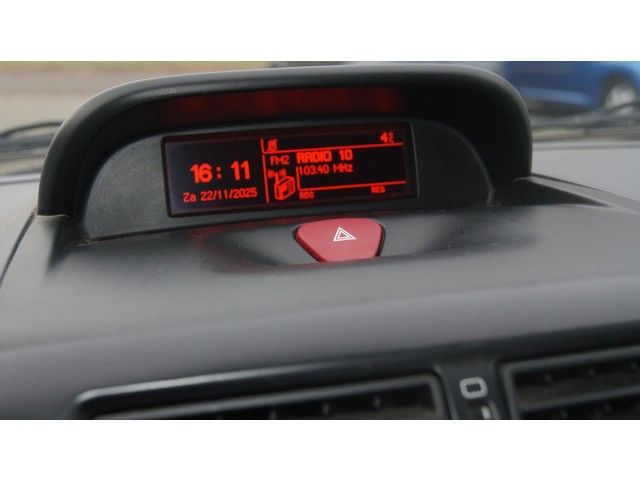 16:11
Za 22/11/2025
4°C
FM2 RADIO 10
103.40 MHz
RDS REG